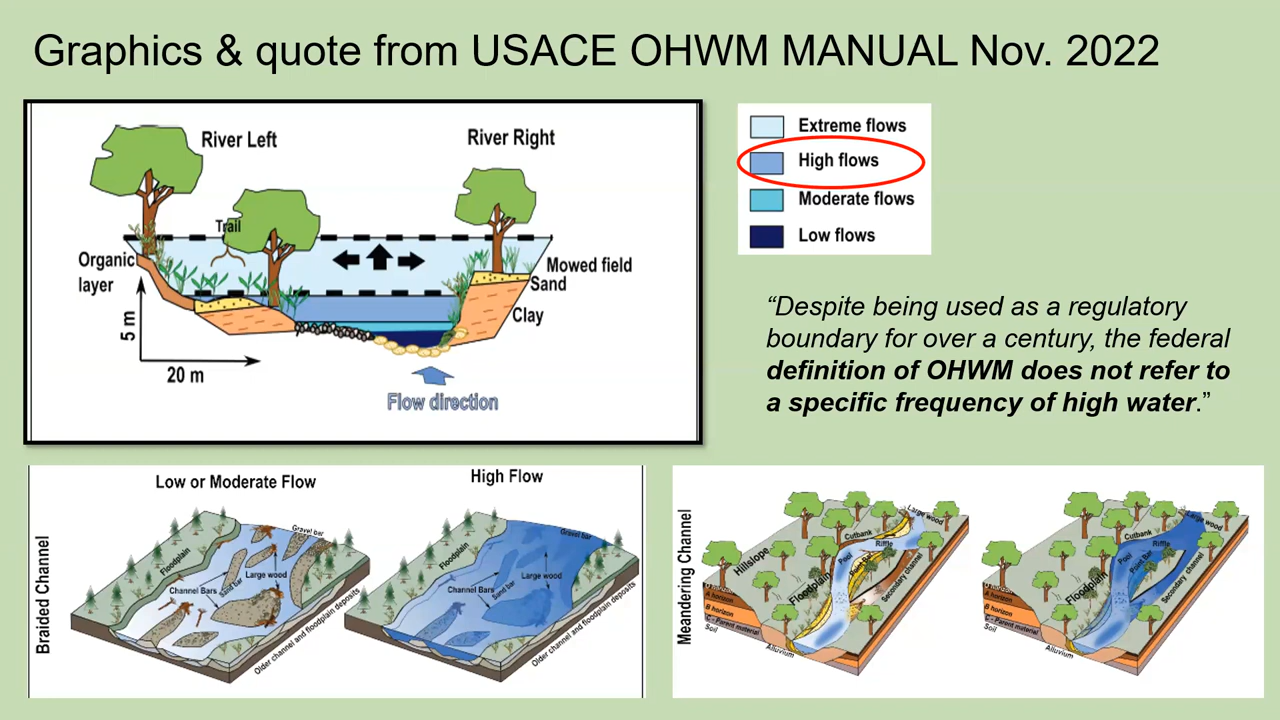 Graphics & quote from USACE OHWM MANUAL Nov. 2022
River Left
River Right
Trail
Organic
layer
Mowed field
Sand
Clay
5 m
20 m
Flow direction
Extreme flows
High flows
Moderate flows
Low flows
“Despite being used as a regulatory
boundary for over a century, the federal
definition of OHWM does not refer to
a specific frequency of high water.”
Braided Channel
Low or Moderate Flow
Gravel bar
Floodplain
Large wood
Channel Bars
Sand bar
Older channel and floodplain deposits
High Flow
Gravel bar
Floodplain
Large wood
Channel Bars
Sand bar
Older channel and floodplain deposits
Meandering Channel
Large wood
Cutbank
Riffle
Pool
Hillslope
Floodplain
Secondary channel
A horizon
B horizon
C - Parent material
Soil
Alluvium
Large wood
Cutbank
Riffle
Pool
Point Bar
Floodplain
Secondary channel
A horizon
B horizon
C - Parent material
Soil
Alluvium